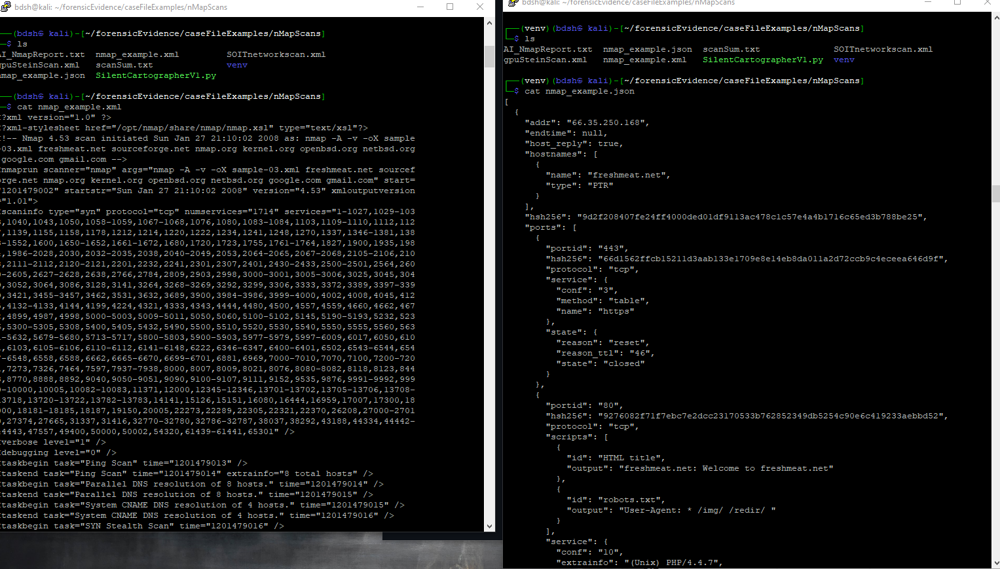 bdsh@kali: ~/forensicEvidence/caseFileExamples/nMapScans
(bdsh㉿ kali)-[~/forensicEvidence/caseFileExamples/nMapScans]
$ ls
AI_NmapReport.txt nmap_example.xml SOITnetworkscan.xml
gpuSteinScan.xml scanSum.txt venv
nmap_example.json SilentCartographerV1.py
(bdsh㉿ kali)-[~/forensicEvidence/caseFileExamples/nMapScans]
$ cat nmap_example.xml
?xml version="1.0" ?>
?xml-stylesheet href="/opt/nmap/share/nmap/nmap.xsl" type="text/xsl"?>
!-- Nmap 4.53 scan initiated Sun Jan 27 21:10:02 2008 as: nmap -A -v -oX sample
-03.xml freshmeat.net sourceforge.net nmap.org kernel.org openbsd.org netbsd.org
google.com gmail.com -->
nmaprun scanner="nmap" args="nmap -A -v -oX sample-03.xml freshmeat.net sourcef
orge.net nmap.org kernel.org openbsd.org netbsd.org google.com gmail.com" start=
"1201479002" startstr="Sun Jan 27 21:10:02 2008" version="4.53" xmloutputversion
="1.01">
scaninfo type="syn" protocol="tcp" numservices="1714" services="1-1027,1029-103
,1040,1043,1050,1058-1059,1067-1068,1076,1080,1083-1084,1103,1109-1110,1112,112
,1139,1155,1158,1178,1212,1214,1220,1222,1234,1241,1248,1270,1337,1346-1381,138
-1552,1600,1650-1652,1661-1672,1680,1720,1723,1755,1761-1764,1827,1900,1935,198
,1986-2028,2030,2032-2035,2038,2040-2049,2053,2064-2065,2067-2068,2105-2106,210
,2111-2112,2120-2121,2201,2232,2241,2301,2307,2401,2430-2433,2500-2501,2564,260
-2605,2627-2628,2638,2766,2784,2809,2903,2998,3000-3001,3005-3006,3025,3045,304
,3052,3064,3086,3128,3141,3264,3268-3269,3292,3299,3306,3333,3372,3389,3397-339
,3421,3455-3457,3462,3531,3632,3689,3900,3984-3986,3999-4000,4002,4008,4045,412
,4132-4133,4144,4199,4224,4321,4333,4343,4444,4480,4500,4557,4559,4660,4662,467
,4899,4987,4998,5000-5003,5009-5011,5050,5060,5100-5102,5145,5190-5193,5232,523
,5300-5305,5308,5400,5405,5432,5490,5500,5510,5520,5530,5540,5550,5555,5560,563
-5632,5679-5680,5713-5717,5800-5803,5900-5903,5977-5979,5997-6009,6017,6050,610
,6103,6105-6106,6110-6112,6141-6148,6222,6346-6347,6400-6401,6502,6543-6544,654
-6548,6558,6588,6662,6665-6670,6699-6701,6881,6969,7000-7010,7070,7100,7200-720
,7273,7326,7464,7597,7937-7938,8000,8007,8009,8021,8076,8080-8082,8118,8123,844
,8770,8888,8892,9040,9050-9051,9090,9100-9107,9111,9152,9535,9876,9991-9992,999
-10000,10005,10082-10083,11371,12000,12345-12346,13701-13702,13705-13706,13708-
13718,13720-13722,13782-13783,14141,15126,15151,16080,16444,16959,17007,17300,18
000,18181-18185,18187,19150,20005,22273,22289,22305,22321,22370,26208,27000-2701
,27374,27665,31337,31416,32770-32780,32786-32787,38037,38292,43188,44334,44442-
44443,47557,49400,50000,50002,54320,61439-61441,65301" />
verbose level="1" />
debugging level="0" />
taskbegin task="Ping Scan" time="1201479013" />
taskend task="Ping Scan" time="1201479014" extrainfo="8 total hosts" />
taskbegin task="Parallel DNS resolution of 8 hosts." time="1201479014" />
taskend task="Parallel DNS resolution of 8 hosts." time="1201479015" />
taskbegin task="System CNAME DNS resolution of 4 hosts." time="1201479015" />
taskend task="System CNAME DNS resolution of 4 hosts." time="1201479016" />
taskbegin task="SYN Stealth Scan" time="1201479016" />
bdsh@kali: ~/forensicEvidence/caseFileExamples/nMapScans
(venv)(bdsh㉿ kali)-[~/forensicEvidence/caseFileExamples/nMapScans]
$ ls
AI_NmapReport.txt nmap_example.json scanSum.txt SOITnetworkscan.xml
gpuSteinScan.xml nmap_example.xml SilentCartographerV1.py venv
(venv)(bdsh㉿ kali)-[~/forensicEvidence/caseFileExamples/nMapScans]
$ cat nmap_example.json
[
{
"addr": "66.35.250.168",
"endtime": null,
"host_reply": true,
"hostnames": [
{
"name": "freshmeat.net",
"type": "PTR"
}
],
"hsh256": "9d2f208407fe24ff4000ded01df9113ac478c1c57e4a4b1716c65ed3b788be25",
"ports": [
{
"portid": "443",
"hsh256": "66d1562ffcb15211d3aab133e1709e8e14eb8da011a2d72ccb9c4eceea646d9f",
"protocol": "tcp",
"service": {
"conf": "3",
"method": "table",
"name": "https"
},
"state": {
"reason": "reset",
"reason_ttl": "46",
"state": "closed"
}
},
{
"portid": "80",
"hsh256": "9276082f71f7ebc7e2dcc23170533b762852349db5254c90e6c419233aebbd52",
"protocol": "tcp",
"scripts": [
{
"id": "HTML title",
"output": "freshmeat.net: Welcome to freshmeat.net"
},
{
"id": "robots.txt",
"output": "User-Agent: * /img/ /redir/ "
}
],
"service": {
"conf": "10",
"extrainfo": "(Unix) PHP/4.4.7",